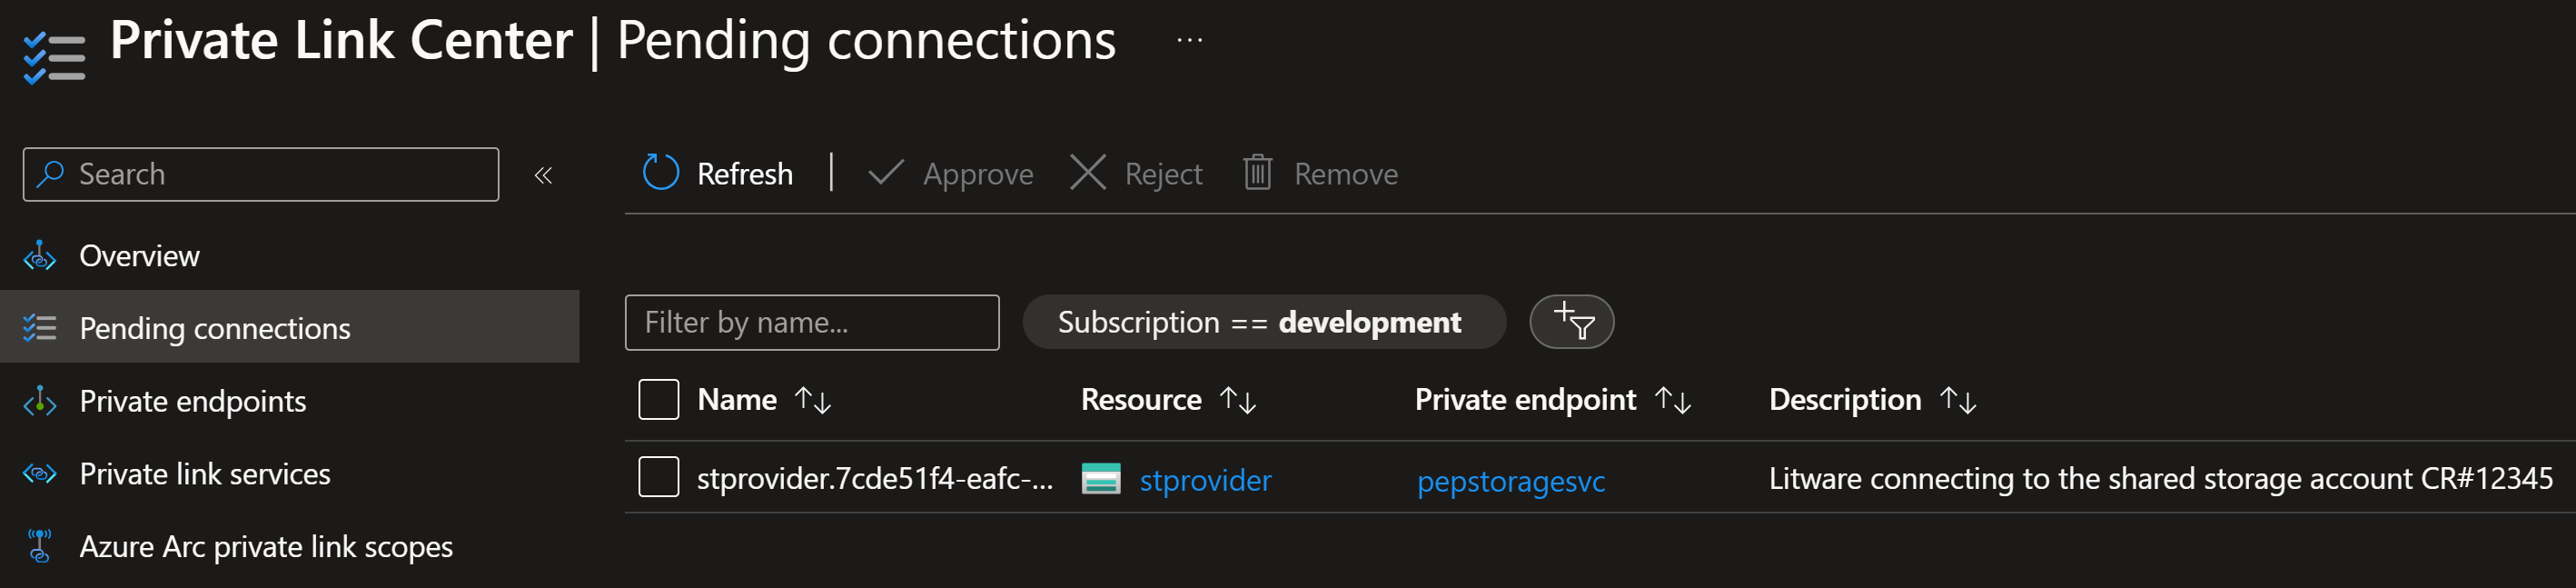 Private Link Center | Pending connections ...
Search «
Refresh | Approve Reject Remove
Overview
Pending connections
Private endpoints
Private link services
Azure Arc private link scopes
Filter by name... Subscription == development
Name ↑↓ Resource ↑↓ Private endpoint ↑↓ Description ↑↓
stprovider.7cde51f4-eafc-... stprovider pepstoragesvc Litware connecting to the shared storage account CR#12345